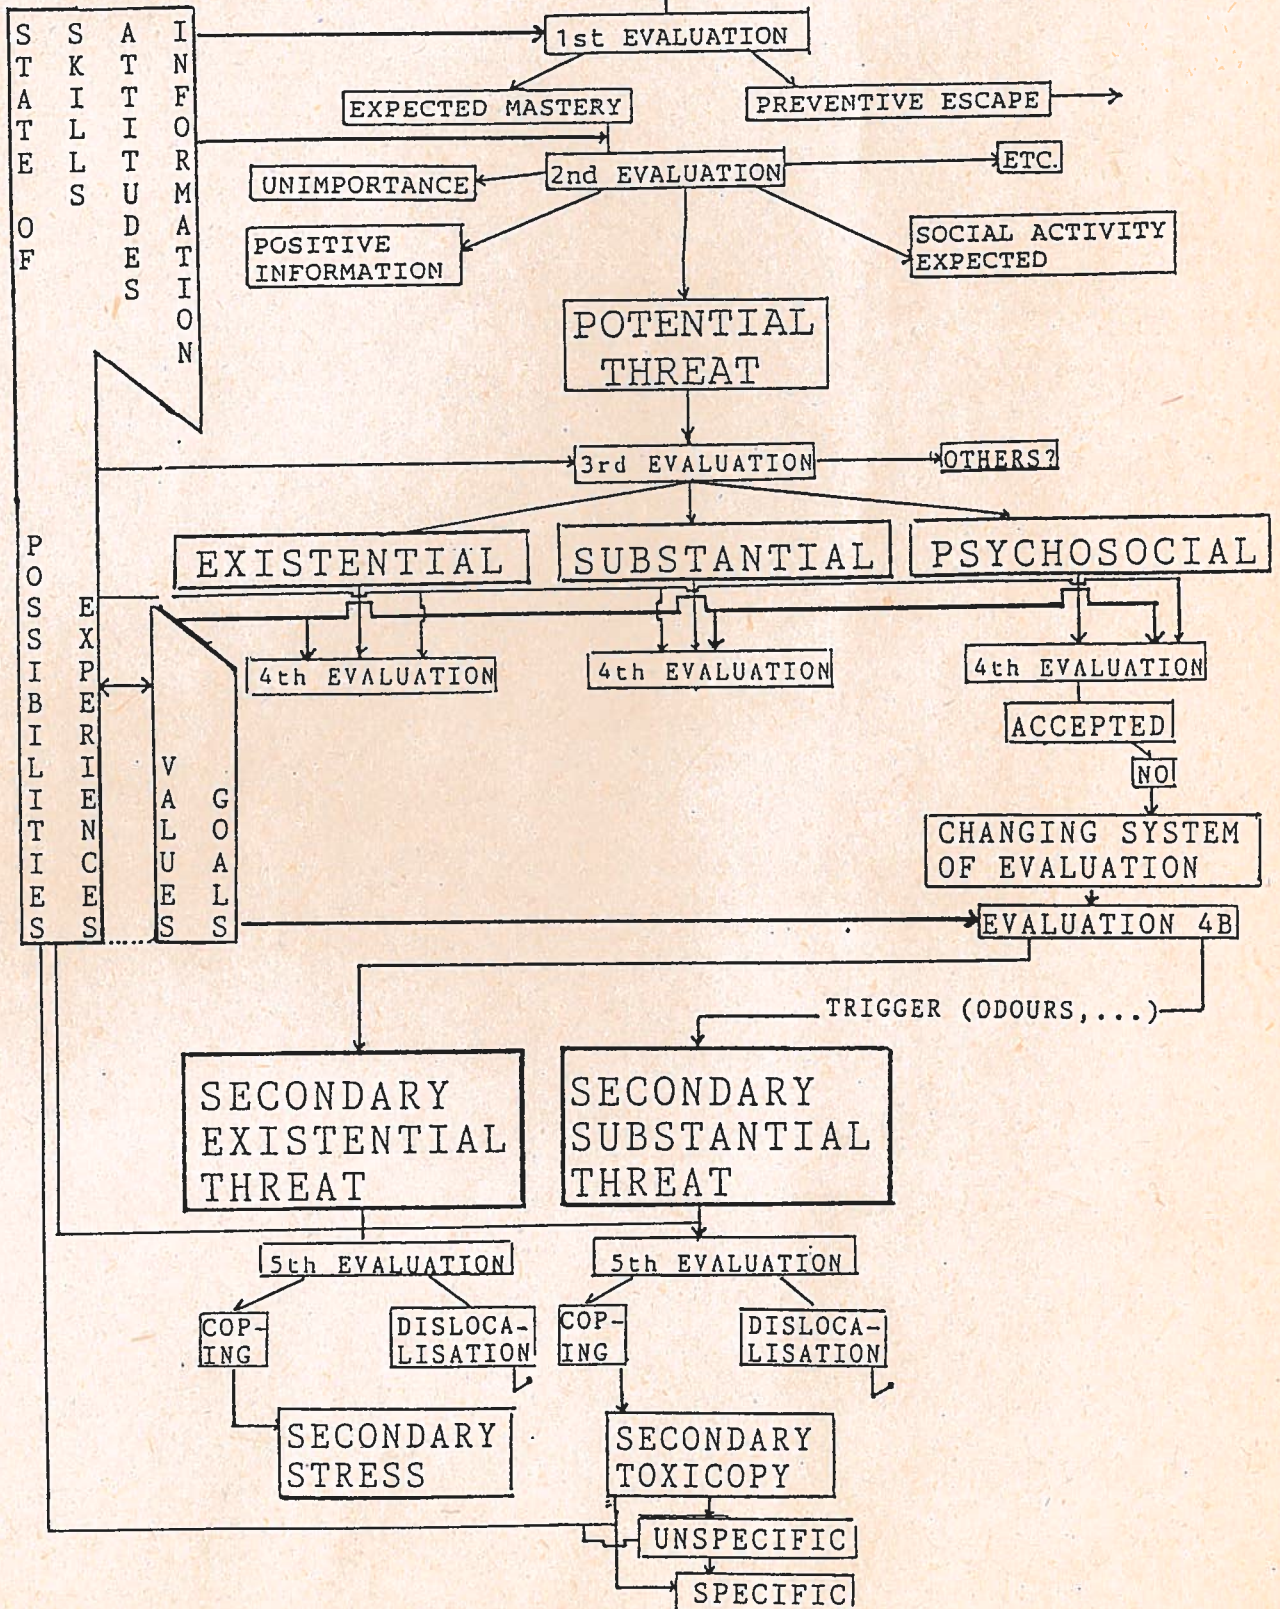 STATE OF
SKILLS
ATTITUDES
INFORMATION
1st EVALUATION
EXPECTED MASTERY
PREVENTIVE ESCAPE
2nd EVALUATION
ETC.
UNIMPORTANCE
POSITIVE
INFORMATION
SOCIAL ACTIVITY
EXPECTED
POTENTIAL
THREAT
3rd EVALUATION
OTHERS?
EXISTENTIAL
SUBSTANTIAL
PSYCHOSOCIAL
POSSIBILITIES
EXPERIENCES
VALUES
GOALS
4th EVALUATION
4th EVALUATION
4th EVALUATION
ACCEPTED
NO
CHANGING SYSTEM
OF EVALUATION
EVALUATION 4B
TRIGGER (ODOURS,...)
SECONDARY
EXISTENTIAL
THREAT
SECONDARY
SUBSTANTIAL
THREAT
5th EVALUATION
5th EVALUATION
COP-
ING
DISLOCA-
LISATION
COP-
ING
DISLOCA-
LISATION
SECONDARY
STRESS
SECONDARY
TOXICOPY
UNSPECIFIC
SPECIFIC